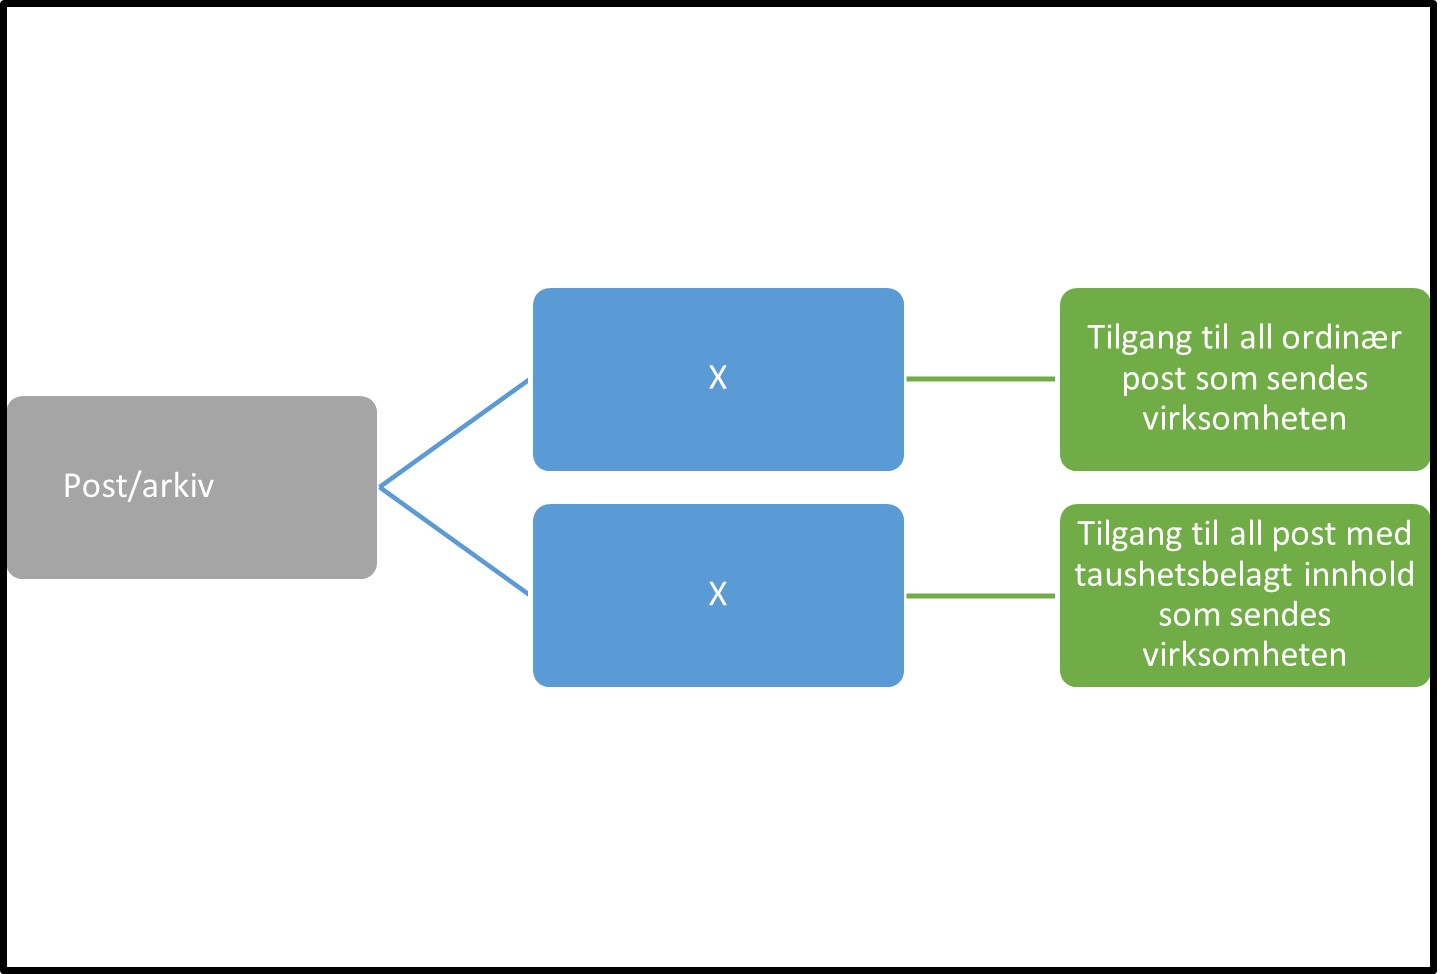 Post/arkiv
X
Tilgang til all ordinær
post som sendes
virksomheten
X
Tilgang til all post med
taushetsbelagt innhold
som sendes
virksomheten